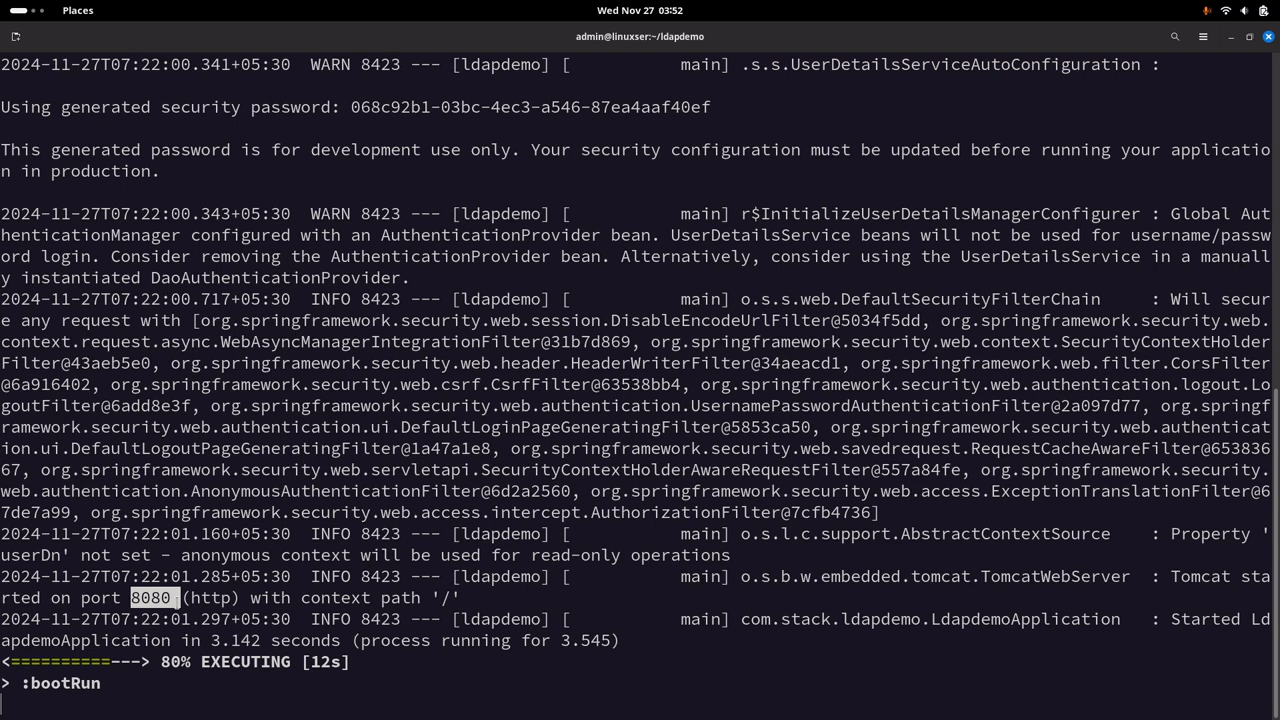 Places
Wed Nov 27 03:52
admin@linuxser:~/ldapdemo
2024-11-27T07:22:00.341+05:30  WARN 8423 --- [ldapdemo] [           main] .s.s.UserDetailsServiceAutoConfiguration :
Using generated security password: 068c92b1-03bc-4ec3-a546-87ea4aaf40ef
This generated password is for development use only. Your security configuration must be updated before running your applicatio
n in production.
2024-11-27T07:22:00.343+05:30  WARN 8423 --- [ldapdemo] [           main] r$InitializeUserDetailsManagerConfigurer : Global Aut
henticationManager configured with an AuthenticationProvider bean. UserDetailsService beans will not be used for username/passw
ord login. Consider removing the AuthenticationProvider bean. Alternatively, consider using the UserDetailsService in a manuall
y instantiated DaoAuthenticationProvider.
2024-11-27T07:22:00.717+05:30  INFO 8423 --- [ldapdemo] [           main] o.s.s.web.DefaultSecurityFilterChain     : Will secur
e any request with [org.springframework.security.web.session.DisableEncodeUrlFilter@5034f5dd, org.springframework.security.web.
context.request.async.WebAsyncManagerIntegrationFilter@31b7d869, org.springframework.security.web.context.SecurityContextHolder
Filter@43aeb5e0, org.springframework.security.web.header.HeaderWriterFilter@34aeacd1, org.springframework.web.filter.CorsFilter
@6a916402, org.springframework.security.web.csrf.CsrfFilter@63538bb4, org.springframework.security.web.authentication.logout.Lo
goutFilter@6add8e3f, org.springframework.security.web.authentication.UsernamePasswordAuthenticationFilter@2a097d77, org.springf
ramework.security.web.authentication.ui.DefaultLoginPageGeneratingFilter@5853ca50, org.springframework.security.web.authenticat
ion.ui.DefaultLogoutPageGeneratingFilter@1a47a1e8, org.springframework.security.web.savedrequest.RequestCacheAwareFilter@653836
67, org.springframework.security.web.servletapi.SecurityContextHolderAwareRequestFilter@557a84fe, org.springframework.security.
web.authentication.AnonymousAuthenticationFilter@6d2a2560, org.springframework.security.web.access.ExceptionTranslationFilter@6
7de7a99, org.springframework.security.web.access.intercept.AuthorizationFilter@7cfb4736]
2024-11-27T07:22:01.160+05:30  INFO 8423 --- [ldapdemo] [           main] o.s.l.c.support.AbstractContextSource    : Property '
userDn' not set - anonymous context will be used for read-only operations
2024-11-27T07:22:01.285+05:30  INFO 8423 --- [ldapdemo] [           main] o.s.b.w.embedded.tomcat.TomcatWebServer  : Tomcat sta
rted on port 8080 (http) with context path '/'
2024-11-27T07:22:01.297+05:30  INFO 8423 --- [ldapdemo] [           main] com.stack.ldapdemo.LdapdemoApplication   : Started Ld
apdemoApplication in 3.142 seconds (process running for 3.545)
<==========---> 80% EXECUTING [12s]
> :bootRun